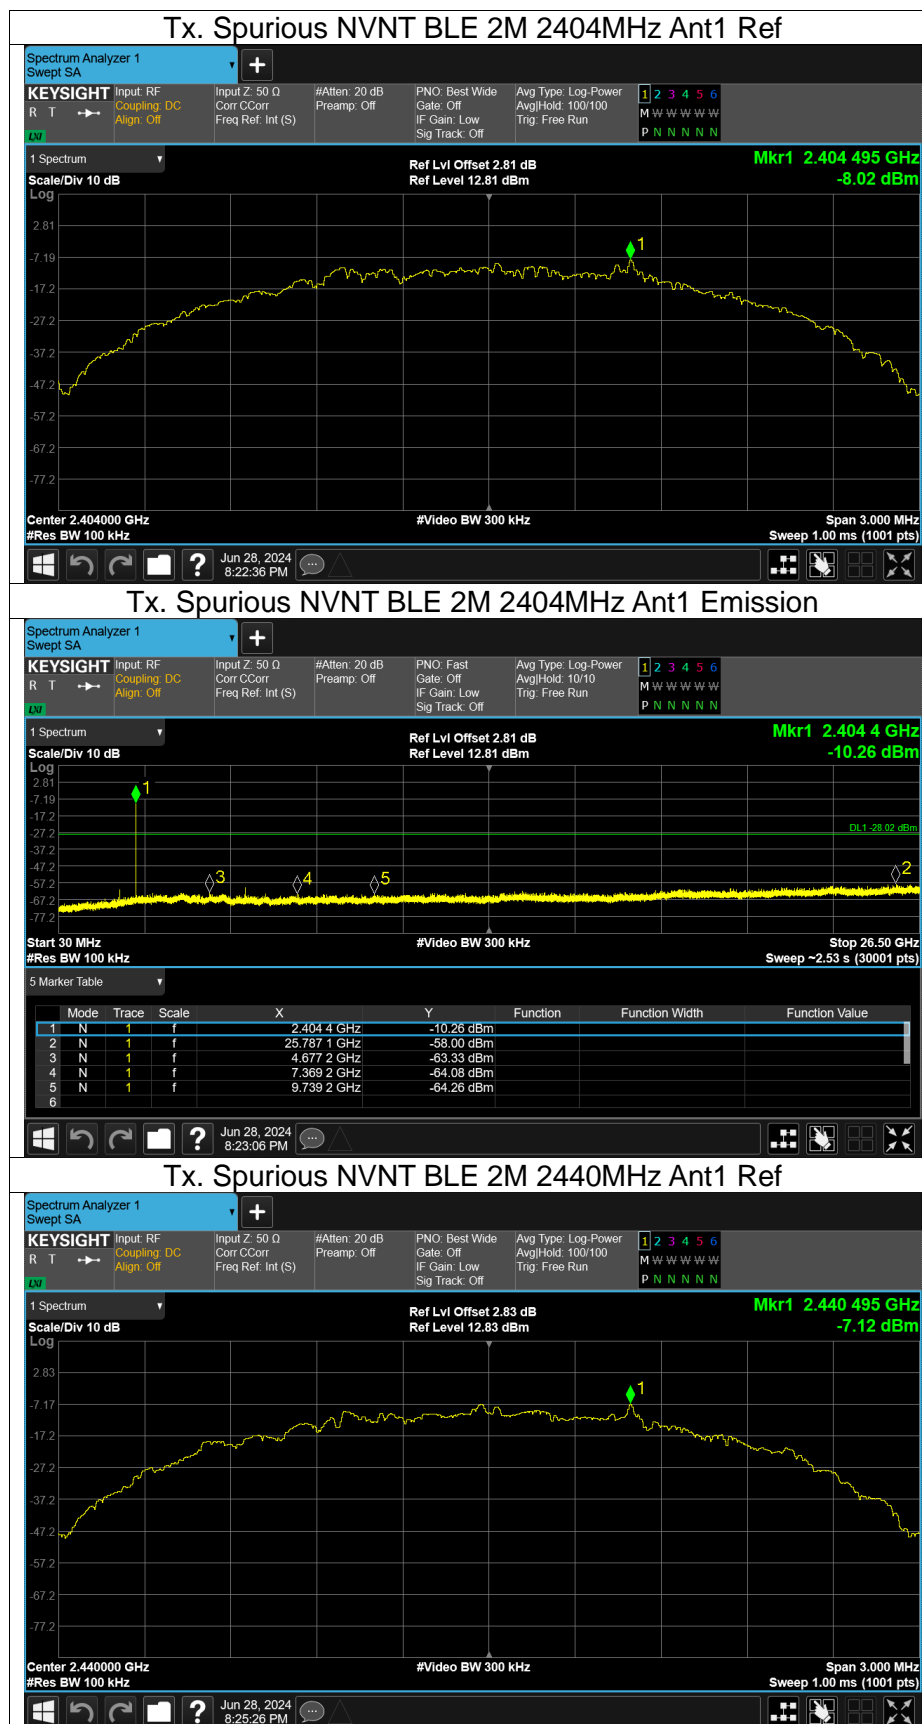 Tx. Spurious NVNT BLE 2M 2404MHz Ant1 Ref
Spectrum Analyzer 1
Swept SA
+
KEYSIGHT Input: RF Input Z: 50 Ω #Atten: 20 dB PNO: Best Wide Avg Type: Log-Power 1 2 3 4 5 6
R T Coupling: DC Corr CCorr Preamp: Off Gate: Off Avg|Hold: 100/100 M W W W W W
Align: Off Freq Ref: Int (S) IF Gain: Low Trig: Free Run
LXI Sig Track: Off P N N N N N
1 Spectrum Ref Lvl Offset 2.81 dB Mkr1 2.404 495 GHz
Scale/Div 10 dB Ref Level 12.81 dBm -8.02 dBm
Log
2.81
1
-7.19
-17.2
-27.2
-37.2
-47.2
-57.2
-67.2
-77.2
Center 2.404000 GHz #Video BW 300 kHz Span 3.000 MHz
#Res BW 100 kHz Sweep 1.00 ms (1001 pts)
? Jun 28, 2024
8:22:36 PM
Tx. Spurious NVNT BLE 2M 2404MHz Ant1 Emission
Spectrum Analyzer 1
Swept SA
+
KEYSIGHT Input: RF Input Z: 50 Ω #Atten: 20 dB PNO: Fast Avg Type: Log-Power 1 2 3 4 5 6
R T Coupling: DC Corr CCorr Preamp: Off Gate: Off Avg|Hold: 10/10 M W W W W W
Align: Off Freq Ref: Int (S) IF Gain: Low Trig: Free Run
LXI Sig Track: Off P N N N N N
1 Spectrum Ref Lvl Offset 2.81 dB Mkr1 2.404 4 GHz
Scale/Div 10 dB Ref Level 12.81 dBm -10.26 dBm
Log
2.81
1
-7.19
-17.2
-27.2 DL1 -28.02 dBm
-37.2
-47.2
-57.2 3 4 5 2
-67.2
-77.2
Start 30 MHz #Video BW 300 kHz Stop 26.50 GHz
#Res BW 100 kHz Sweep ~2.53 s (30001 pts)
5 Marker Table
Mode Trace Scale X Y Function Function Width Function Value
1 N 1 f 2.404 4 GHz -10.26 dBm
2 N 1 f 25.787 1 GHz -58.00 dBm
3 N 1 f 4.677 2 GHz -63.33 dBm
4 N 1 f 7.369 2 GHz -64.08 dBm
5 N 1 f 9.739 2 GHz -64.26 dBm
6
? Jun 28, 2024
8:23:06 PM
Tx. Spurious NVNT BLE 2M 2440MHz Ant1 Ref
Spectrum Analyzer 1
Swept SA
+
KEYSIGHT Input: RF Input Z: 50 Ω #Atten: 20 dB PNO: Best Wide Avg Type: Log-Power 1 2 3 4 5 6
R T Coupling: DC Corr CCorr Preamp: Off Gate: Off Avg|Hold: 100/100 M W W W W W
Align: Off Freq Ref: Int (S) IF Gain: Low Trig: Free Run
LXI Sig Track: Off P N N N N N
1 Spectrum Ref Lvl Offset 2.83 dB Mkr1 2.440 495 GHz
Scale/Div 10 dB Ref Level 12.83 dBm -7.12 dBm
Log
2.83
1
-7.17
-17.2
-27.2
-37.2
-47.2
-57.2
-67.2
-77.2
Center 2.440000 GHz #Video BW 300 kHz Span 3.000 MHz
#Res BW 100 kHz Sweep 1.00 ms (1001 pts)
? Jun 28, 2024
8:25:26 PM